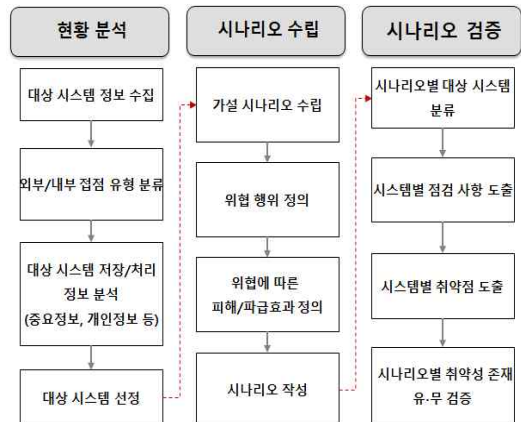 현황 분석
대상 시스템 정보 수집
외부/내부 접점 유형 분류
대상 시스템 저장/처리
정보 분석
(중요정보, 개인정보 등)
대상 시스템 선정
시나리오 수립
가설 시나리오 수립
위협 행위 정의
위협에 따른
피해/파급효과 정의
시나리오 작성
시나리오 검증
시나리오별 대상 시스템
분류
시스템별 점검 사항 도출
시스템별 취약점 도출
시나리오별 취약성 존재
유·무 검증